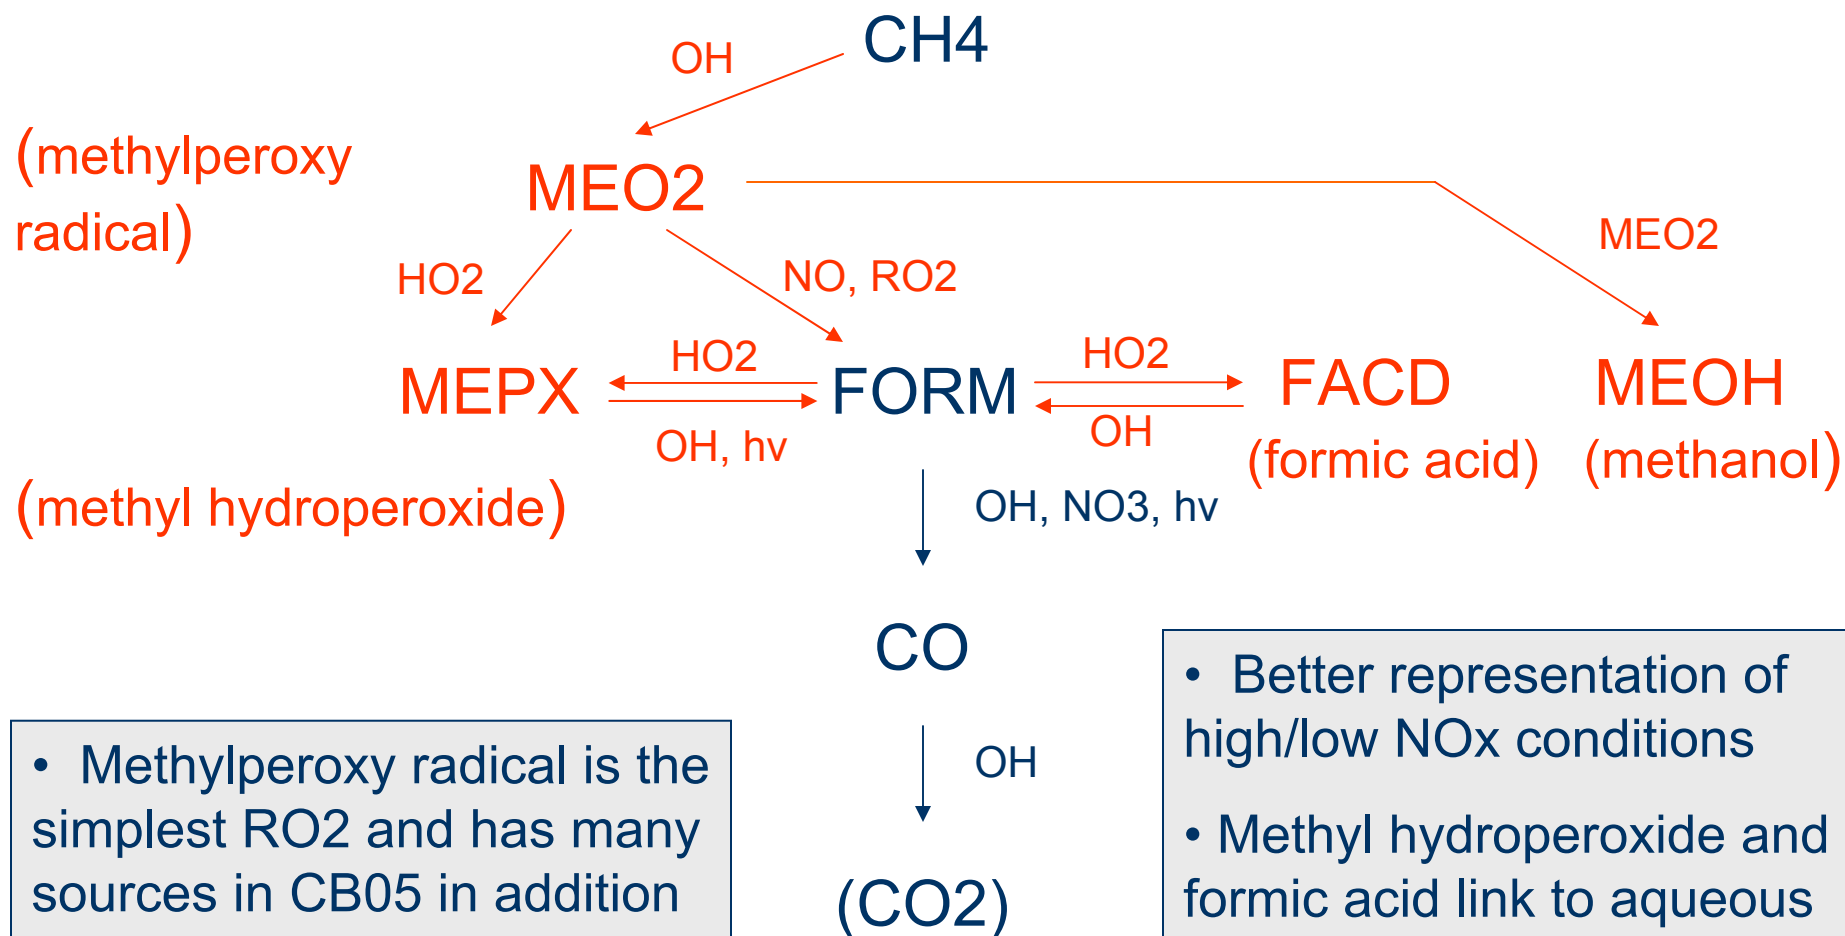 CH4
OH
(methylperoxy
radical)
MEO2
MEO2
HO2
NO, RO2
HO2
HO2
MEPX
FORM
FACD
MEOH
OH, hv
OH
(formic acid)
(methanol)
(methyl hydroperoxide)
OH, NO3, hv
CO
OH
(CO2)
• Methylperoxy radical is the
simplest RO2 and has many
sources in CB05 in addition
• Better representation of
high/low NOx conditions
• Methyl hydroperoxide and
formic acid link to aqueous